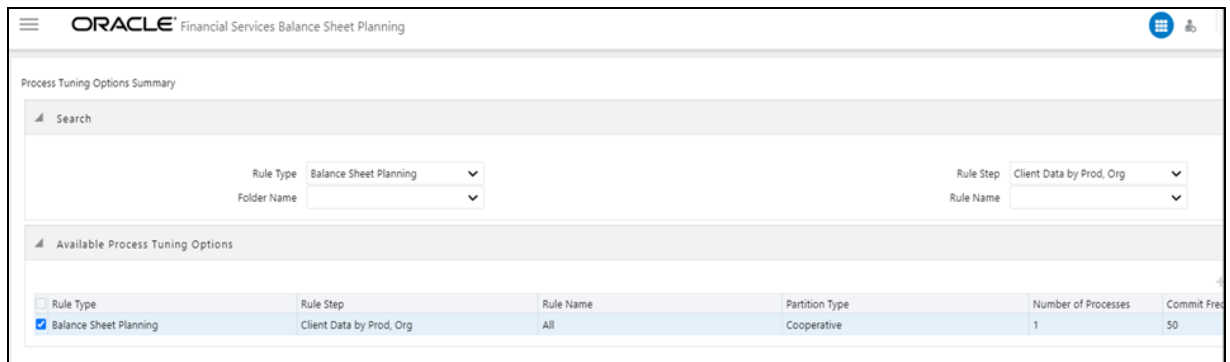 ORACLE Financial Services Balance Sheet Planning
Process Tuning Options Summary
Search
Rule Type Balance Sheet Planning Rule Step Client Data by Prod, Org
Folder Name Rule Name
Available Process Tuning Options
Rule Type Rule Step Rule Name Partition Type Number of Processes Commit Freq
Balance Sheet Planning Client Data by Prod, Org All Cooperative 1 50